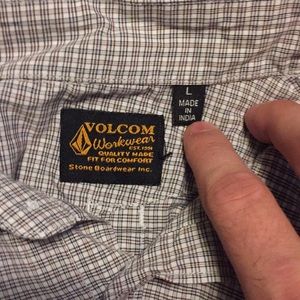 VOLCOM
Workwear
EST. 1991
QUALITY MADE
FIT FOR COMFORT
Stone Boardwear Inc.
L
MADE
IN
INDIA